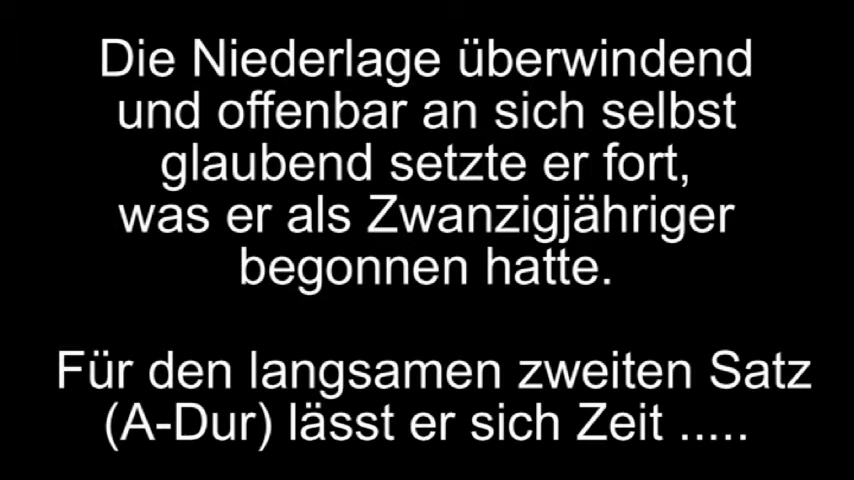 Die Niederlage überwindend
und offenbar an sich selbst
glaubend setzte er fort,
was er als Zwanzigjähriger
begonnen hatte.
Für den langsamen zweiten Satz
(A-Dur) lässt er sich Zeit .....